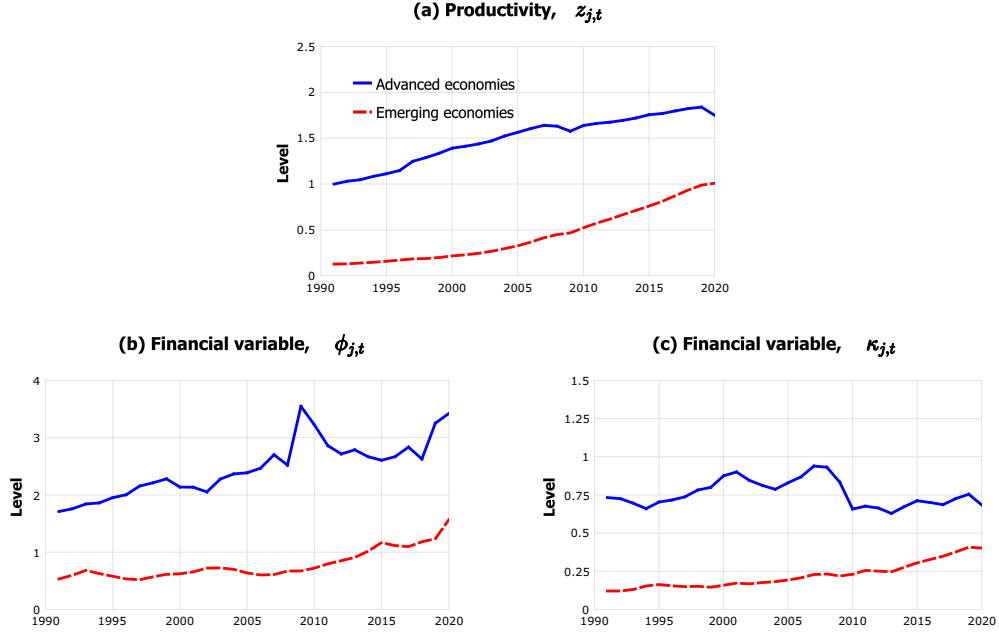 (a) Productivity, z_{j,t}
2.5
2
1.5
1
0.5
0
Level
Advanced economies
Emerging economies
1990 1995 2000 2005 2010 2015 2020
(b) Financial variable, ϕ_{j,t}
4
3
2
1
0
Level
1990 1995 2000 2005 2010 2015 2020
(c) Financial variable, κ_{j,t}
1.5
1.25
1
0.75
0.5
0.25
0
Level
1990 1995 2000 2005 2010 2015 2020